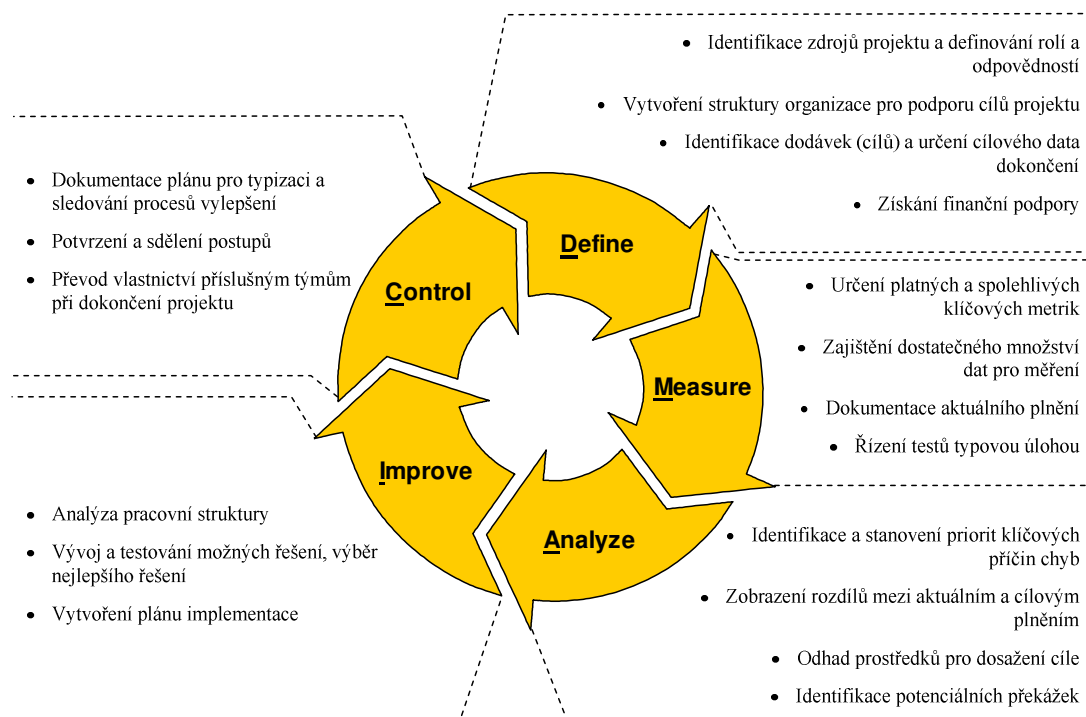 • Identifikace zdrojů projektu a definování rolí a
odpovědností
• Vytvoření struktury organizace pro podporu cílů projektu
• Identifikace dodávek (cílů) a určení cílového data
dokončení
• Získání finanční podpory
Define
• Určení platných a spolehlivých
klíčových metrik
• Zajištění dostatečného množství
dat pro měření
• Dokumentace aktuálního plnění
• Řízení testů typovou úlohou
Measure
• Identifikace a stanovení priorit klíčových
příčin chyb
• Zobrazení rozdílů mezi aktuálním a cílovým
plněním
• Odhad prostředků pro dosažení cíle
• Identifikace potenciálních překážek
Analyze
• Analýza pracovní struktury
• Vývoj a testování možných řešení, výběr
nejlepšího řešení
• Vytvoření plánu implementace
Improve
• Dokumentace plánu pro typizaci a
sledování procesů vylepšení
• Potvrzení a sdělení postupů
• Převod vlastnictví příslušným týmům
při dokončení projektu
Control